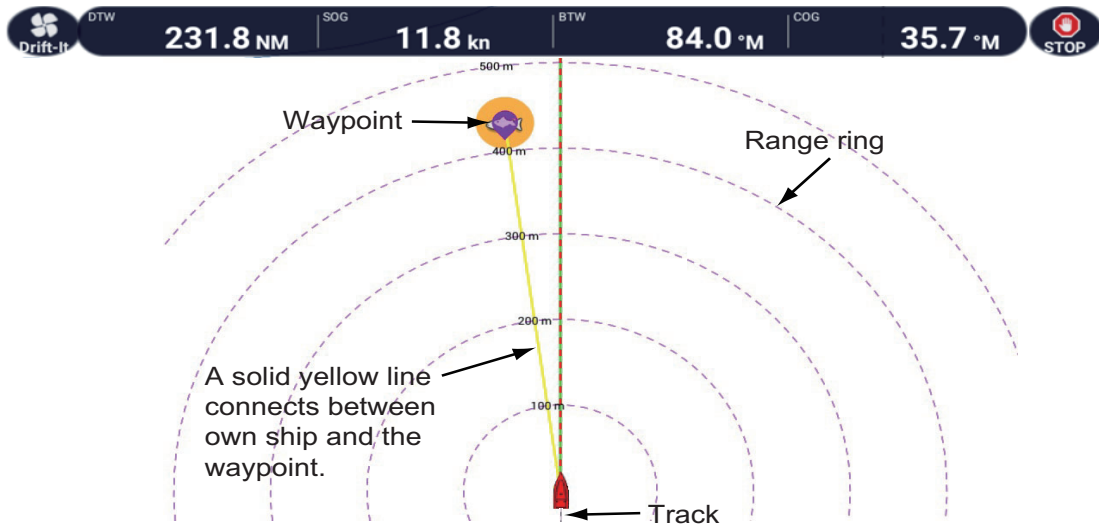 DTW
SOG
BTW
COG
Drift-It
231.8 NM
11.8 kn
84.0 °M
35.7 °M
STOP
500 m
Waypoint
400 m
Range ring
300 m
200 m
A solid yellow line
connects between
own ship and the
waypoint.
100 m
Track